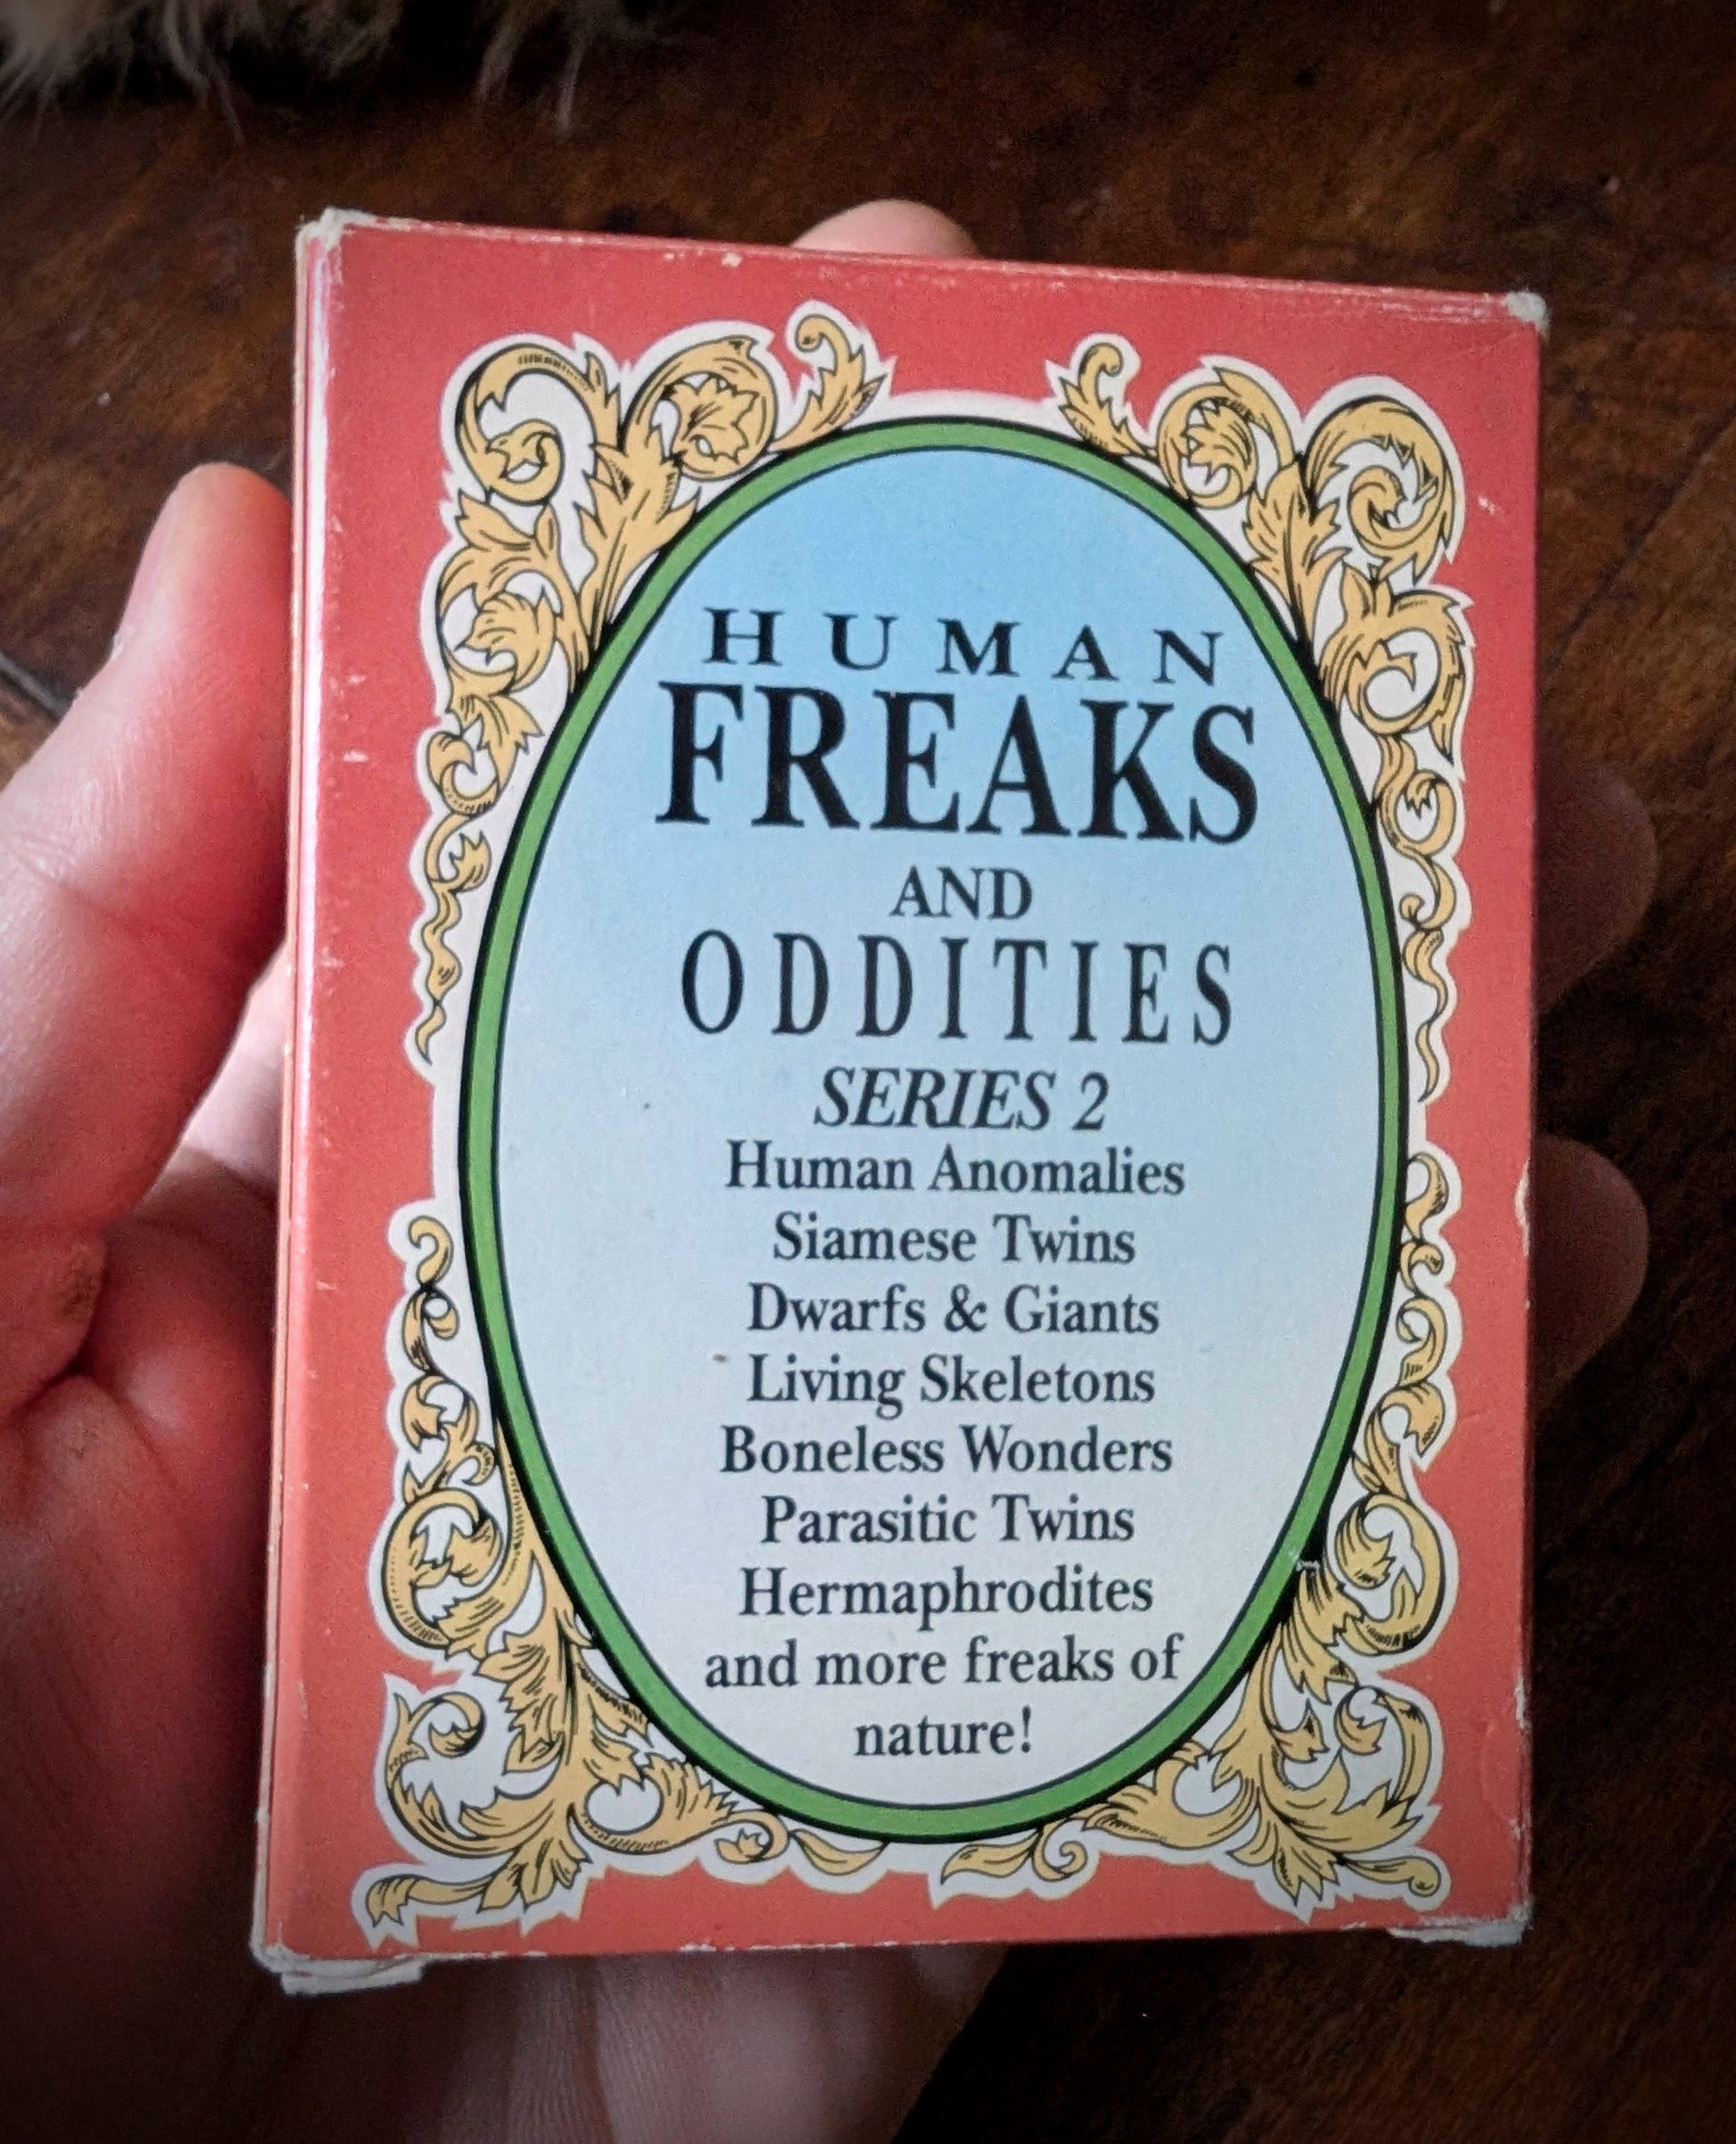 HUMAN
FREAKS
AND
ODDITIES
SERIES 2
Human Anomalies
Siamese Twins
Dwarfs & Giants
Living Skeletons
Boneless Wonders
Parasitic Twins
Hermaphrodites
and more freaks of
nature!